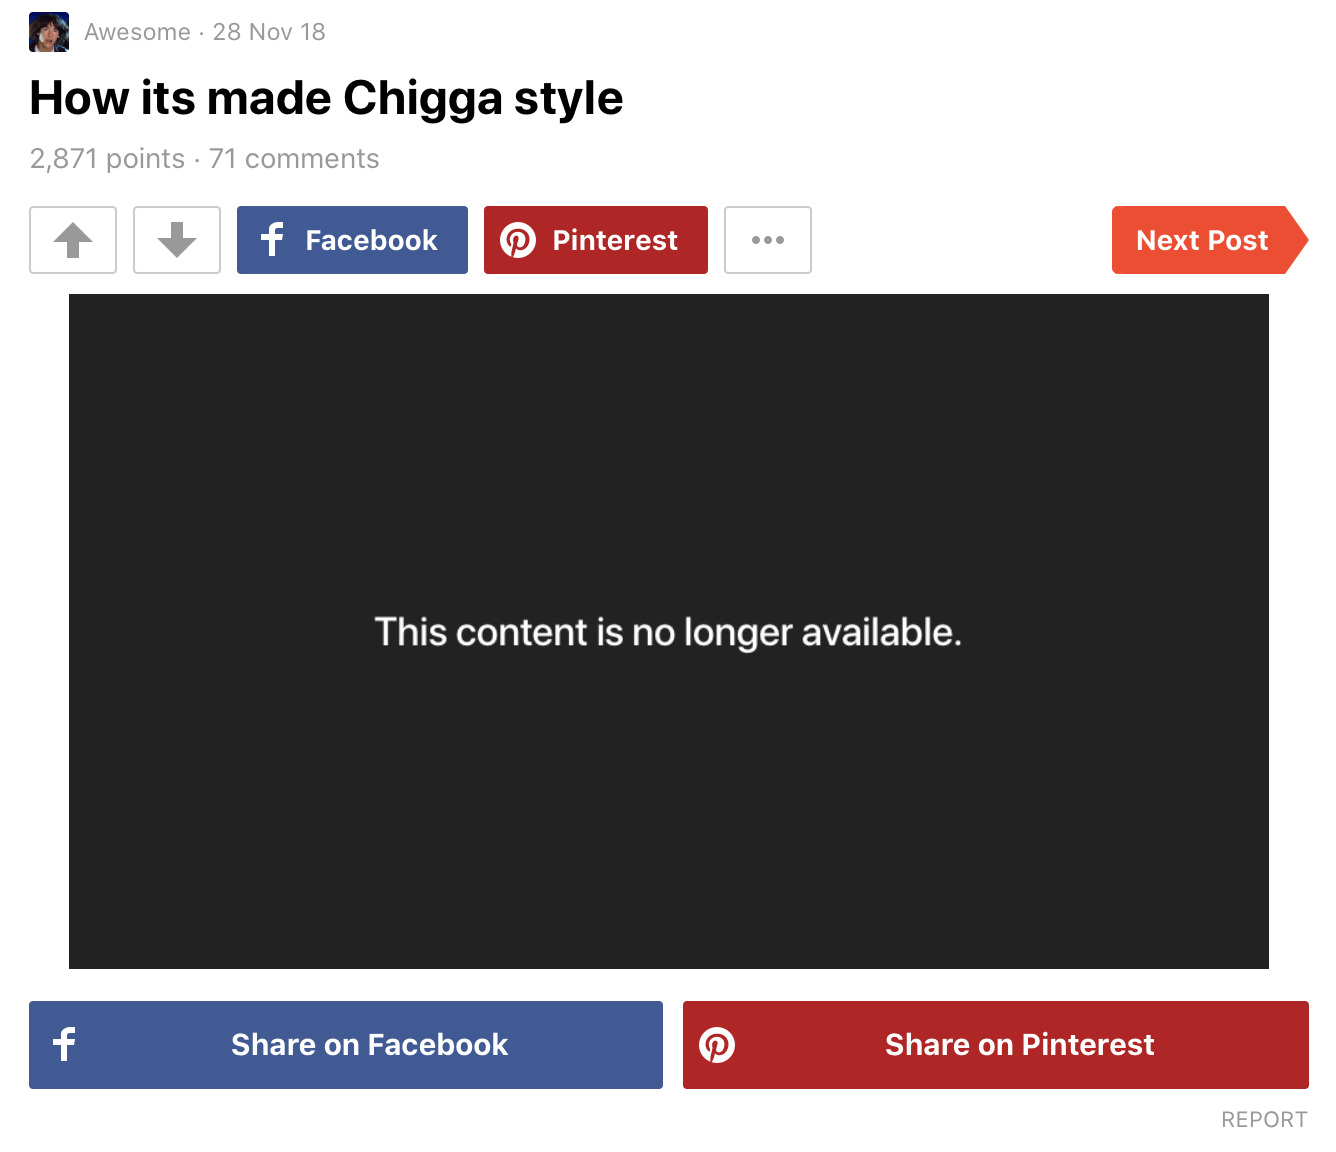 Awesome · 28 Nov 18
How its made Chigga style
2,871 points · 71 comments
Facebook
Pinterest
Next Post
This content is no longer available.
Share on Facebook
Share on Pinterest
REPORT